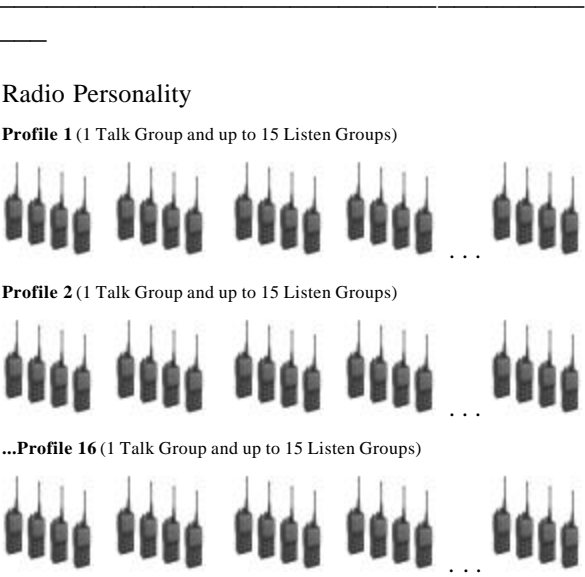 Radio Personality
Profile 1 (1 Talk Group and up to 15 Listen Groups)
. . .
Profile 2 (1 Talk Group and up to 15 Listen Groups)
. . .
...Profile 16 (1 Talk Group and up to 15 Listen Groups)
. . .